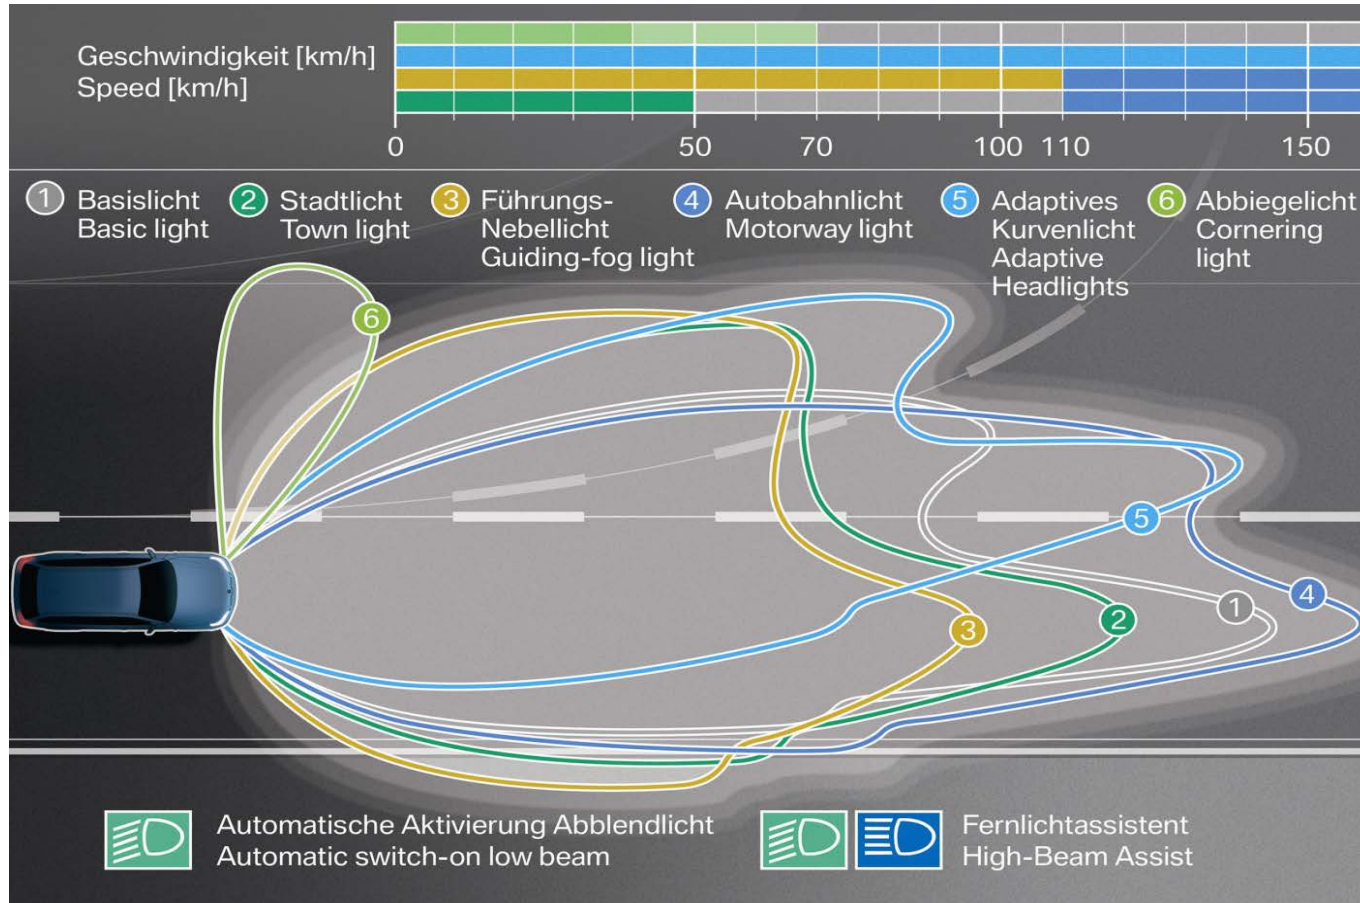 Geschwindigkeit [km/h]
Speed [km/h]
0 50 70 100 110 150
1 Basislicht
Basic light
2 Stadtlicht
Town light
3 Führungs-
Nebellicht
Guiding-fog light
4 Autobahnlicht
Motorway light
5 Adaptives
Kurvenlicht
Adaptive
Headlights
6 Abbiegelicht
Cornering
light
6
5
4
1
2
3
Automatische Aktivierung Abblendlicht
Automatic switch-on low beam
Fernlichtassistent
High-Beam Assist